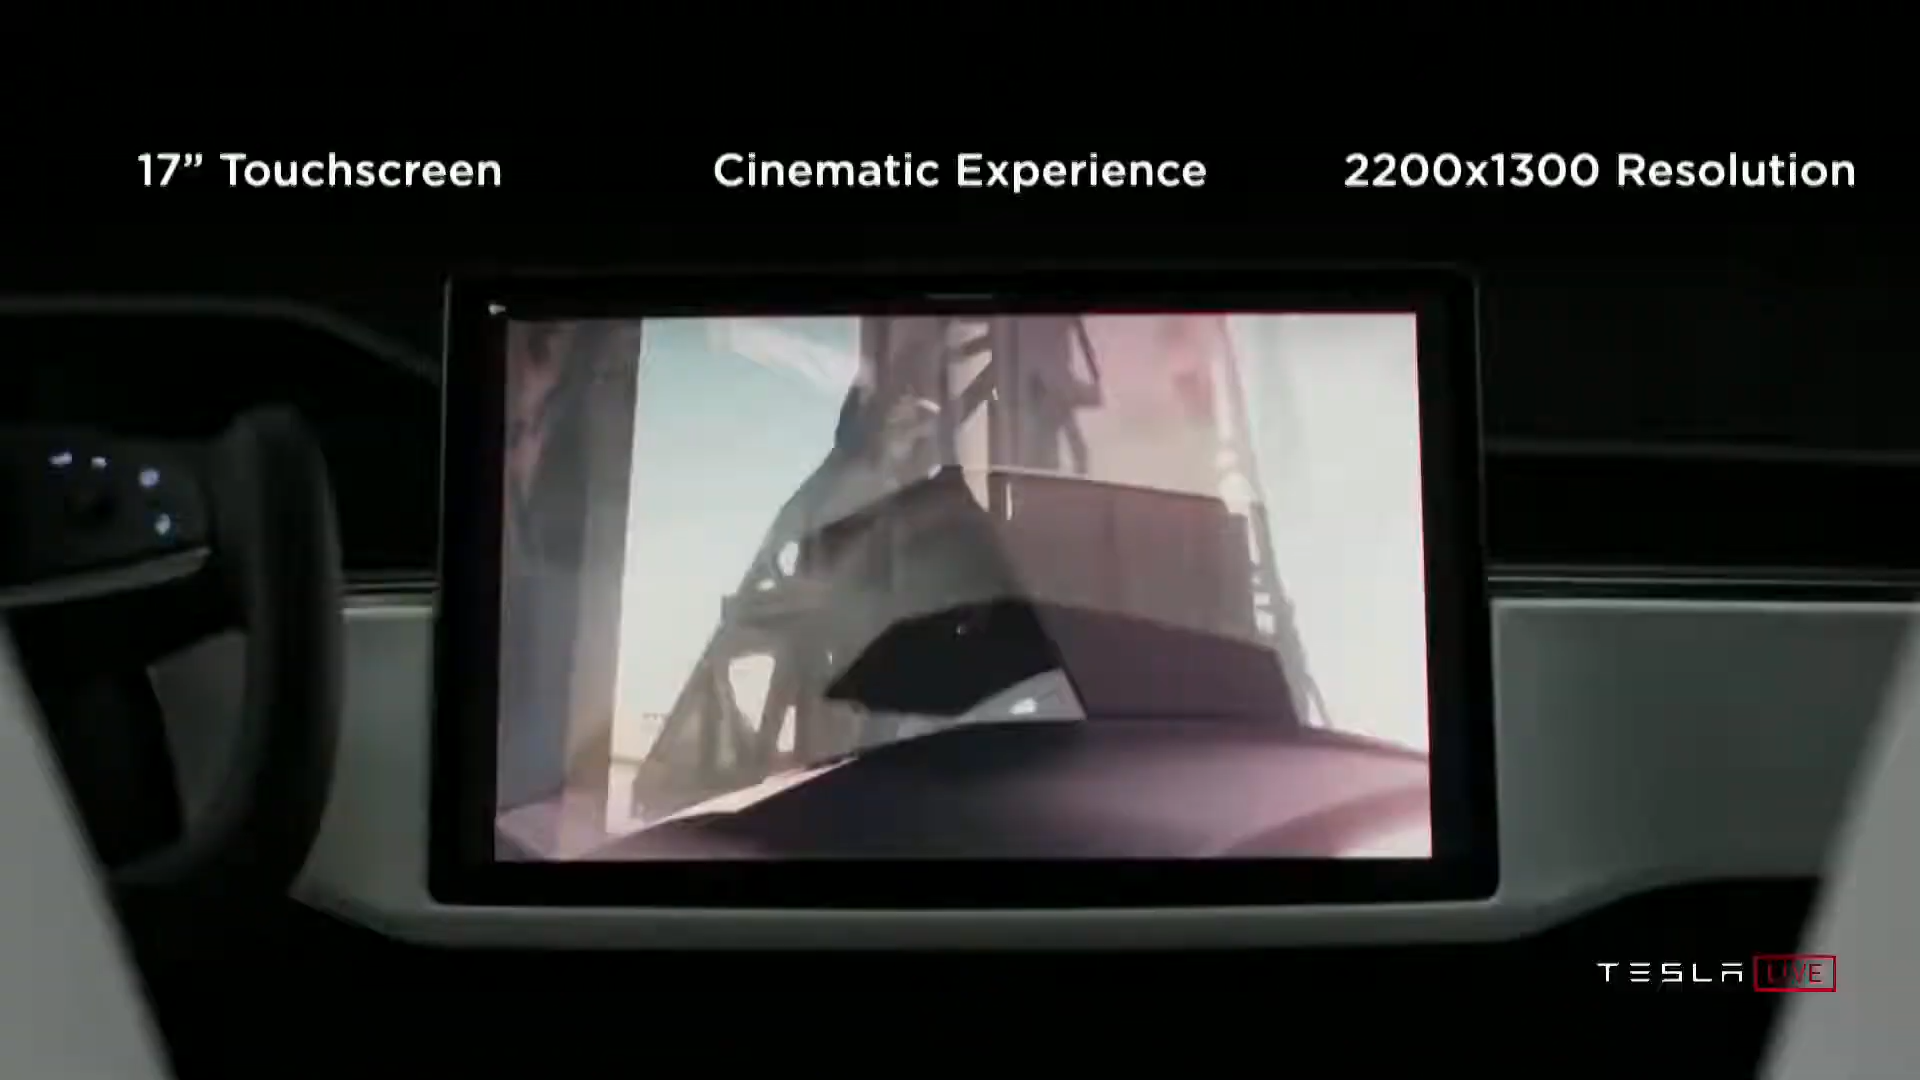 17” Touchscreen
Cinematic Experience
2200x1300 Resolution
TESLA LIVE